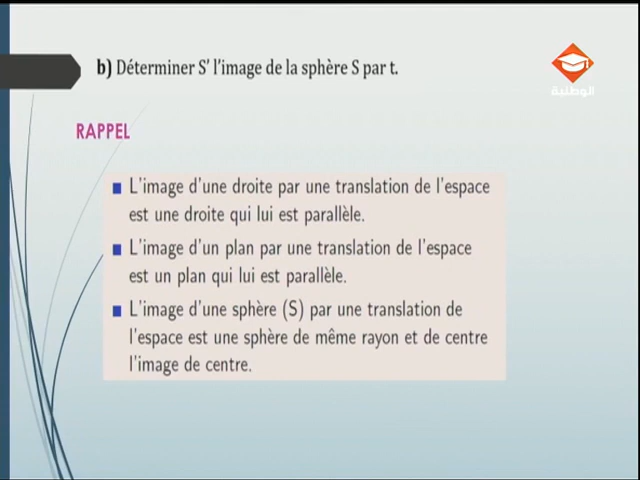 b) Déterminer S' l'image de la sphère S par t.
الوطنية
RAPPEL
L'image d'une droite par une translation de l'espace
est une droite qui lui est parallèle.
L'image d'un plan par une translation de l'espace
est un plan qui lui est parallèle.
L'image d'une sphère (S) par une translation de
l'espace est une sphère de même rayon et de centre
l'image de centre.